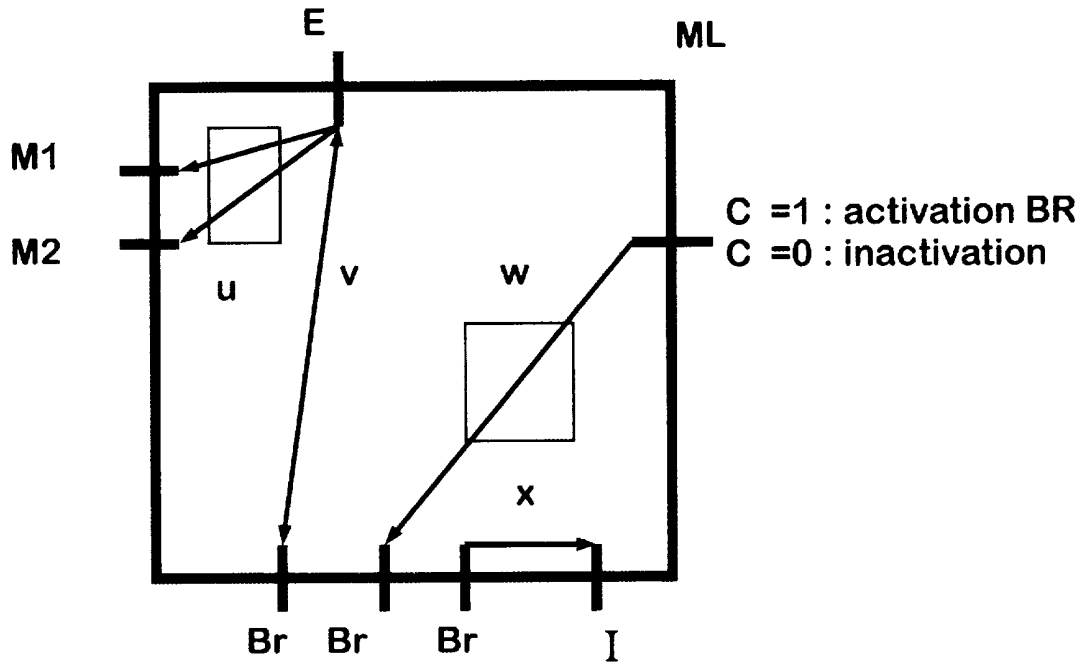 E
ML
M1
C =1 : activation BR
M2
C =0 : inactivation
u
v
w
x
Br
Br
Br
I